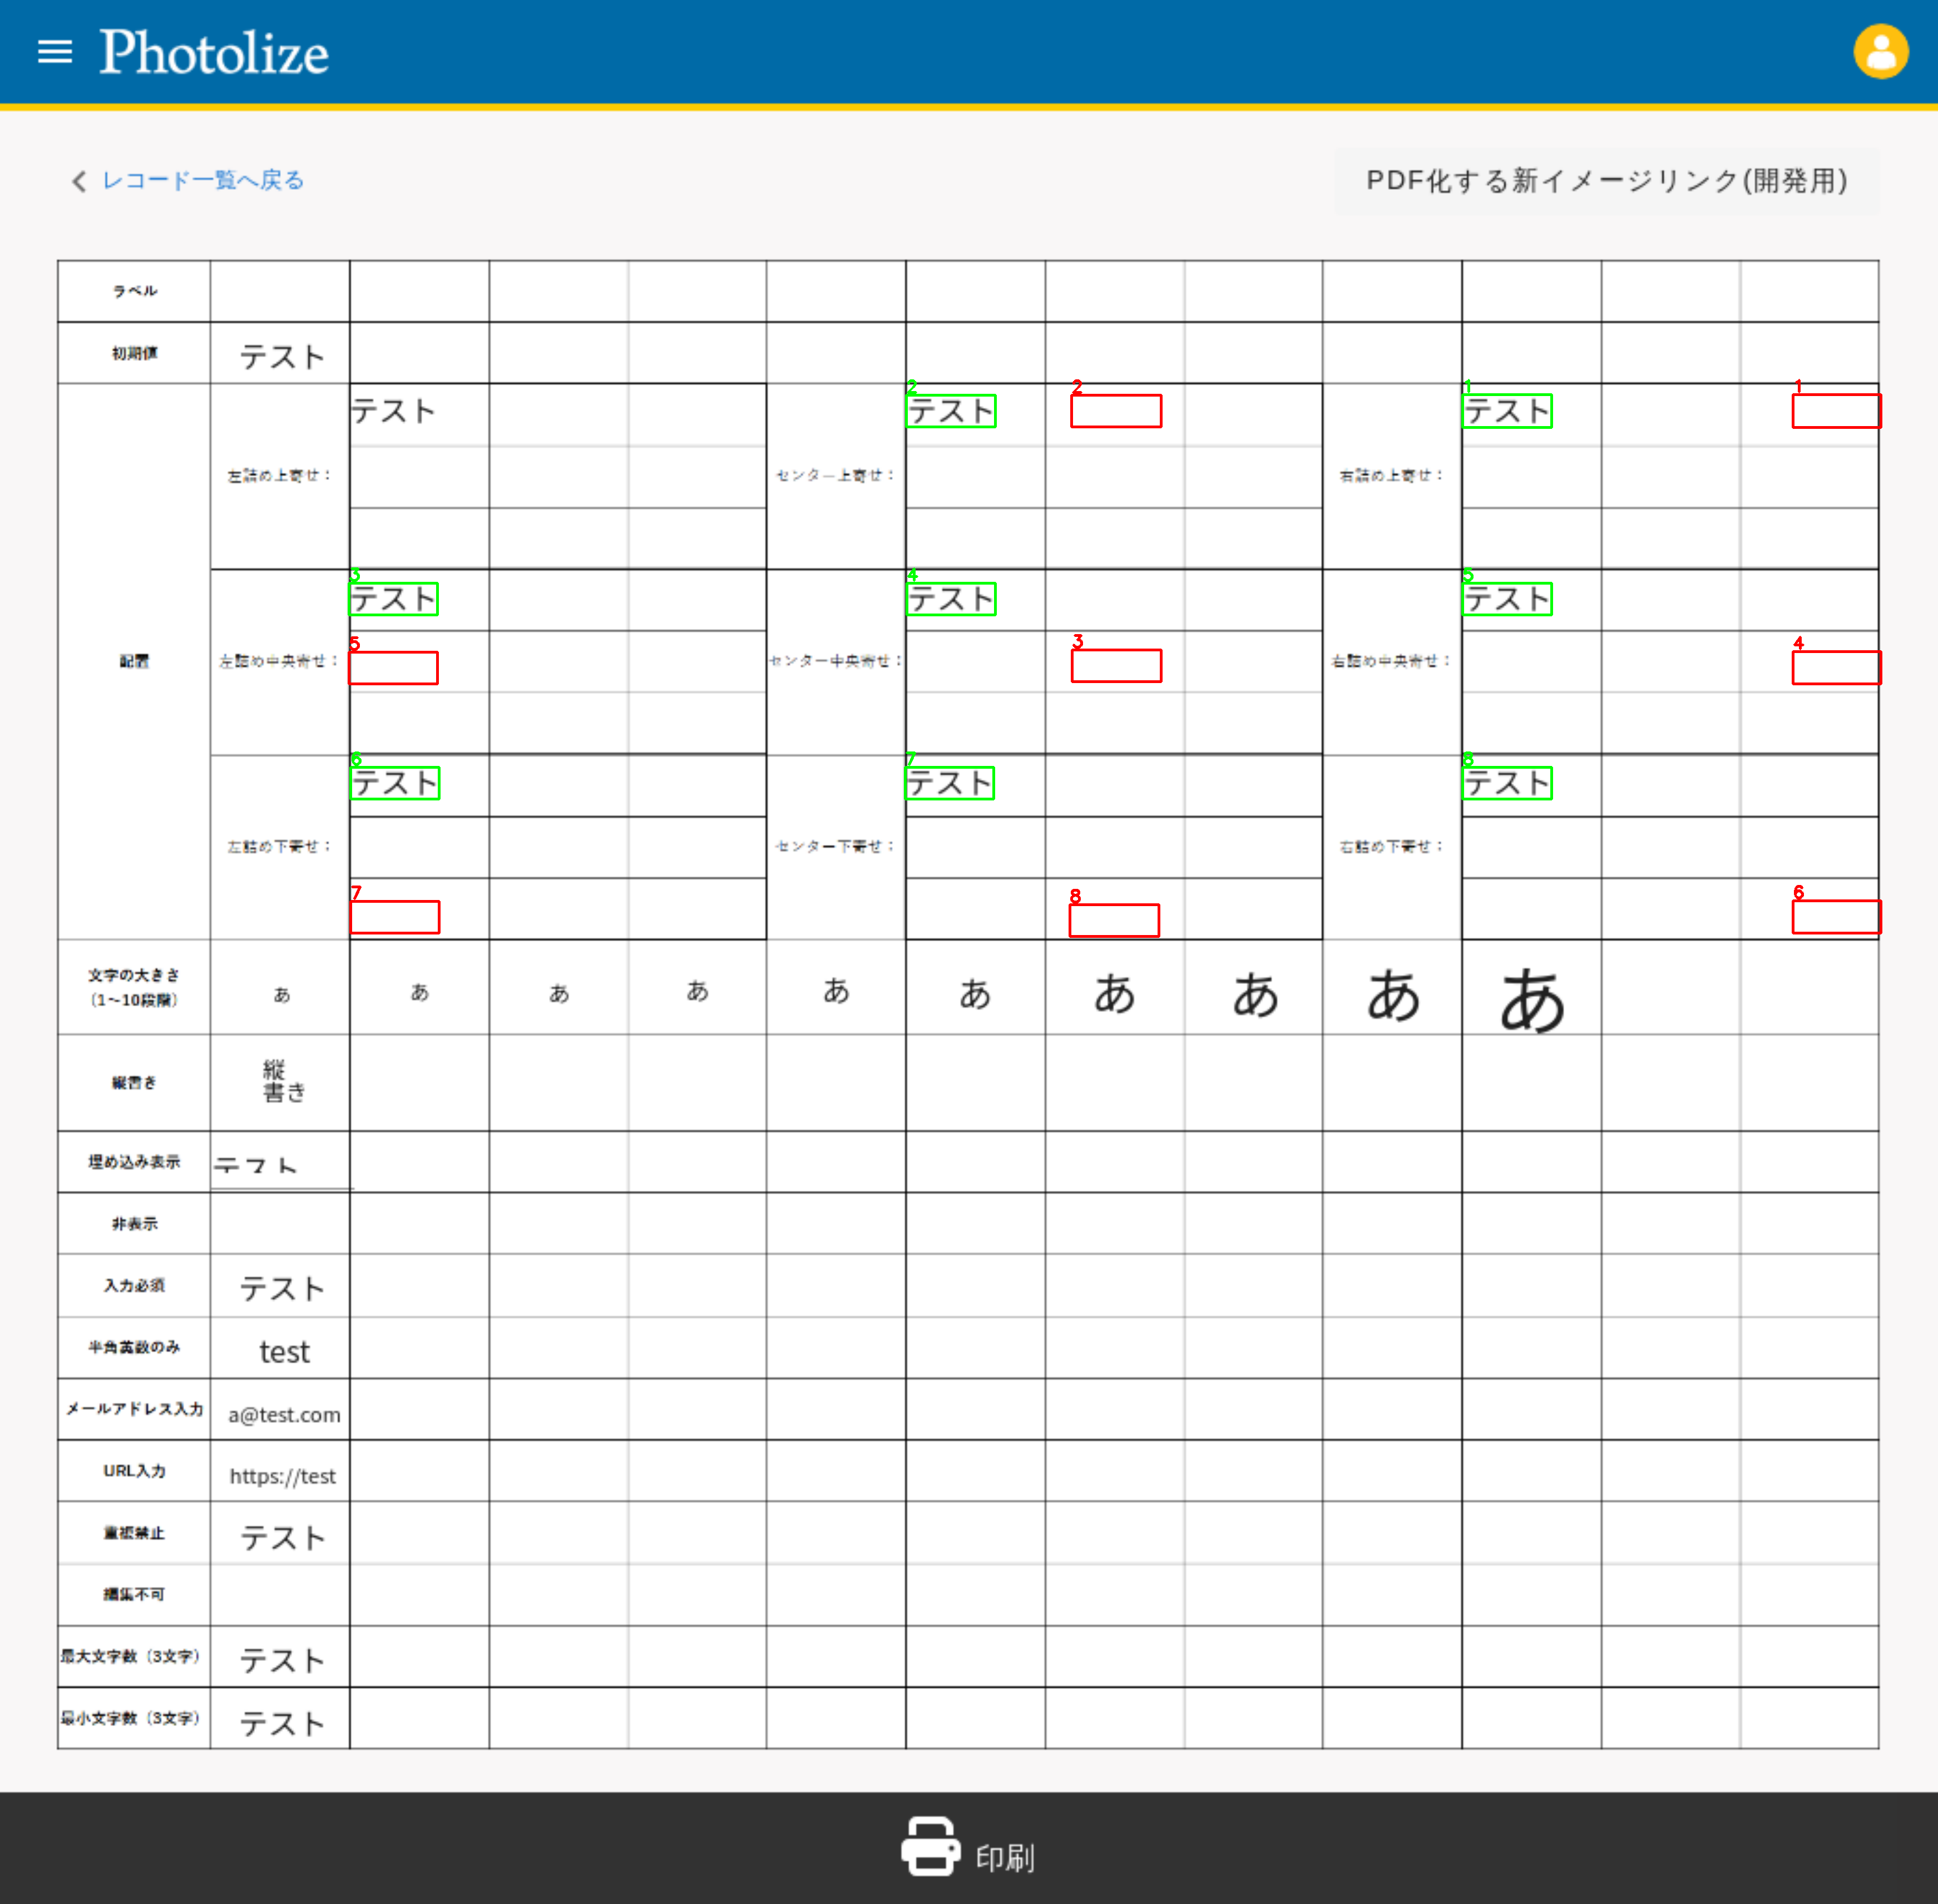 Photolize
レコード一覧へ戻る
PDF化する新イメージリンク(開発用)
ラベル
初期値 テスト
2 2 1 1
テスト テスト テスト
配置
左詰め上寄せ： センター上寄せ： 右詰め上寄せ：
3 4 5
テスト テスト テスト
5 3 4
左詰め中央寄せ： センター中央寄せ： 右詰め中央寄せ：
6 7 8
テスト テスト テスト
左詰め下寄せ： センター下寄せ： 右詰め下寄せ：
7 8 6
文字の大きさ
（1〜10段階）
あ あ あ あ あ あ あ あ あ あ
縦書き
縦
書き
埋め込み表示 テスト
非表示
入力必須 テスト
半角英数のみ test
メールアドレス入力 a@test.com
URL入力 https://test
重複禁止 テスト
編集不可
最大文字数（3文字） テスト
最小文字数（3文字） テスト
印刷